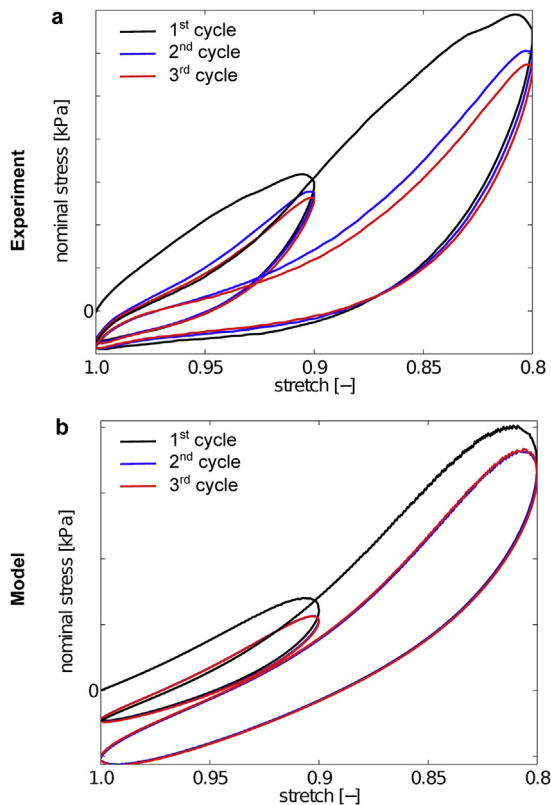 a
1st cycle
2nd cycle
3rd cycle
Experiment
nominal stress [kPa]
0
1.0 0.95 0.9 0.85 0.8
stretch [–]
b
1st cycle
2nd cycle
3rd cycle
Model
nominal stress [kPa]
0
1.0 0.95 0.9 0.85 0.8
stretch [–]